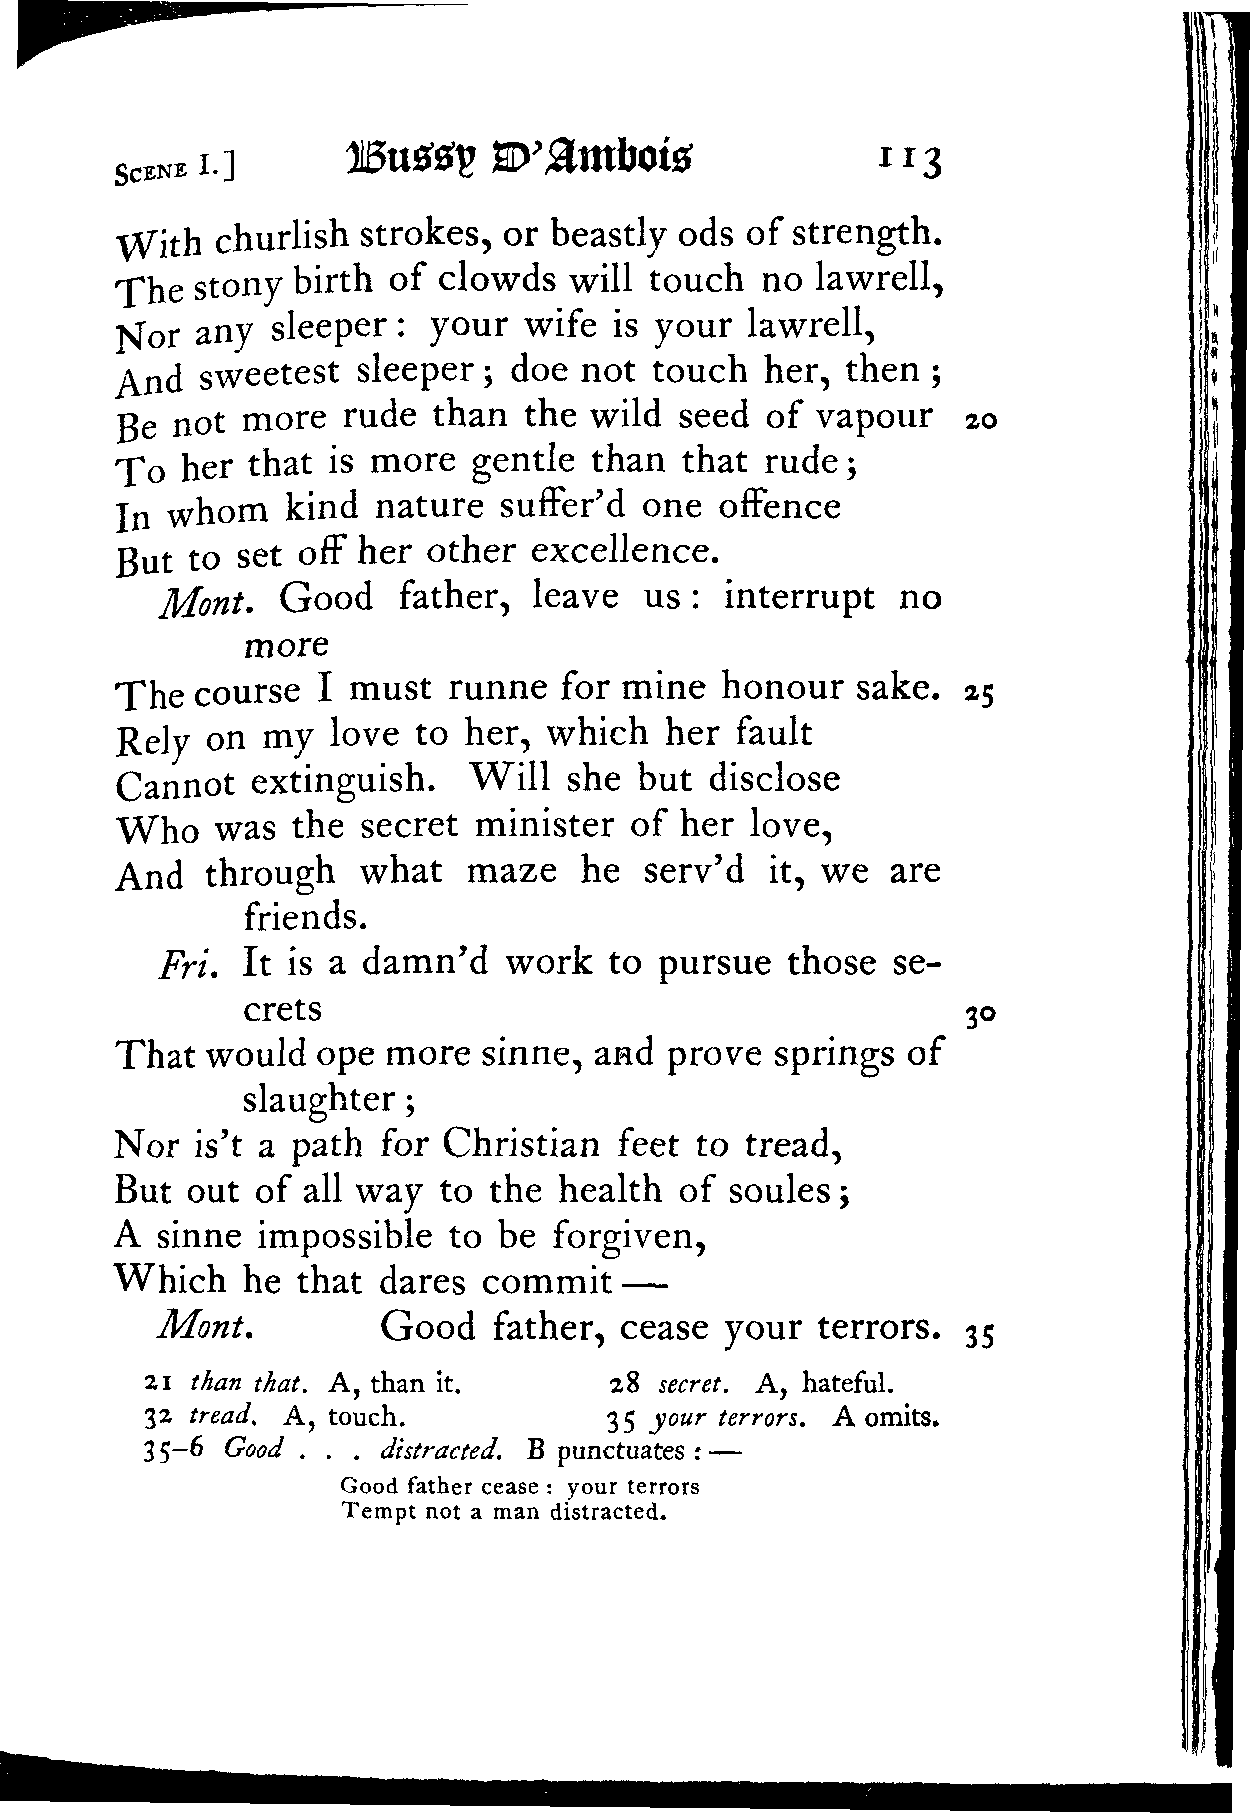 SCENE I.] Bussy D'Ambois 113
With churlish strokes, or beastly ods of strength.
The stony birth of clowds will touch no lawrell,
Nor any sleeper: your wife is your lawrell,
And sweetest sleeper; doe not touch her, then;
Be not more rude than the wild seed of vapour 20
To her that is more gentle than that rude;
In whom kind nature suffer'd one offence
But to set off her other excellence.
Mont. Good father, leave us: interrupt no
more
The course I must runne for mine honour sake. 25
Rely on my love to her, which her fault
Cannot extinguish. Will she but disclose
Who was the secret minister of her love,
And through what maze he serv'd it, we are
friends.
Fri. It is a damn'd work to pursue those se-
crets 30
That would ope more sinne, and prove springs of
slaughter;
Nor is't a path for Christian feet to tread,
But out of all way to the health of soules;
A sinne impossible to be forgiven,
Which he that dares commit —
Mont. Good father, cease your terrors. 35
21 than that. A, than it. 28 secret. A, hateful.
32 tread. A, touch. 35 your terrors. A omits.
35-6 Good . . . distracted. B punctuates: —
Good father cease: your terrors
Tempt not a man distracted.